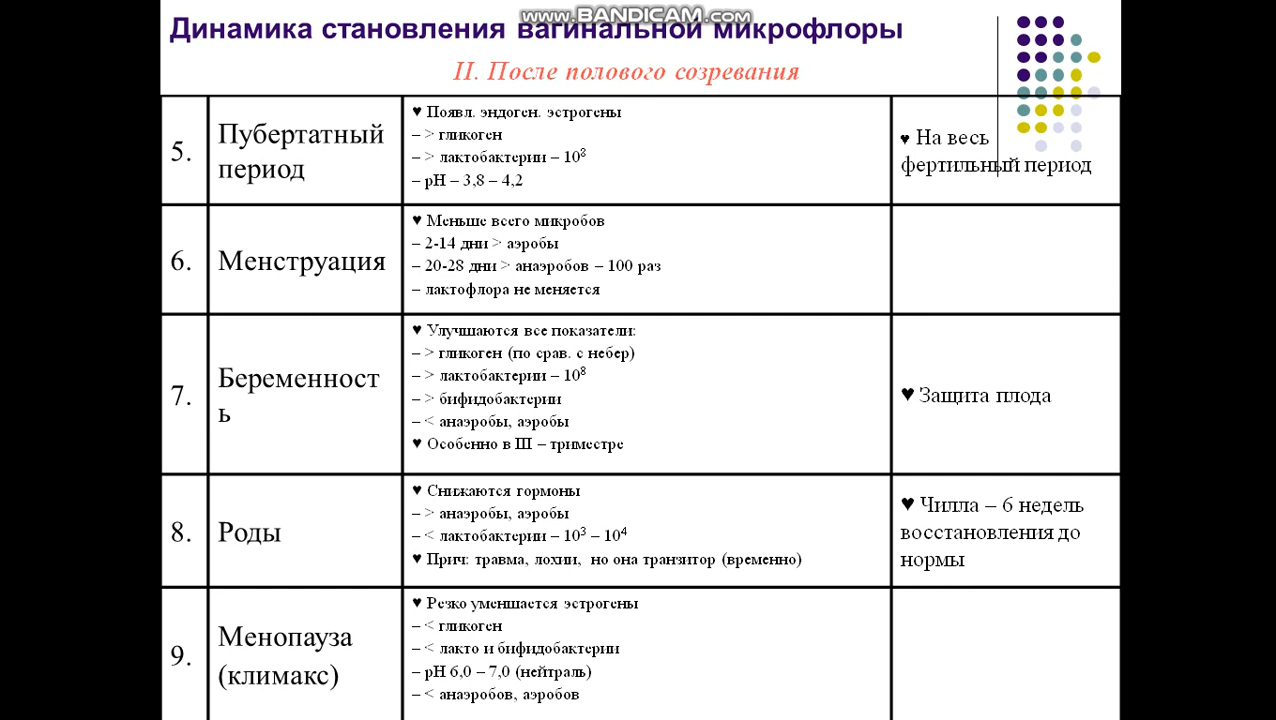 www.BANDICAM.com
Динамика становления вагинальной микрофлоры
II. После полового созревания
5.
Пубертатный
период
♥ Появл. эндоген. эстрогены
– > гликоген
– > лактобактерии – 10⁸
– pH – 3,8 – 4,2
♥ На весь
фертильный период
6.
Менструация
♥ Меньше всего микробов
– 2-14 дни > аэробы
– 20-28 дни > анаэробов – 100 раз
– лактофлора не меняется
7.
Беременност
ь
♥ Улучшаются все показатели:
– > гликоген (по срав. с небер)
– > лактобактерии – 10⁸
– > бифидобактерии
– < анаэробы, аэробы
♥ Особенно в III – триместре
♥ Защита плода
8.
Роды
♥ Снижаются гормоны
– > анаэробы, аэробы
– < лактобактерии – 10³ – 10⁴
♥ Прич: травма, лохии, но она транзитор (временно)
♥ Чилла – 6 недель
восстановления до
нормы
9.
Менопауза
(климакс)
♥ Резко уменшается эстрогены
– < гликоген
– < лакто и бифидобактерии
– pH 6,0 – 7,0 (нейтраль)
– < анаэробов, аэробов